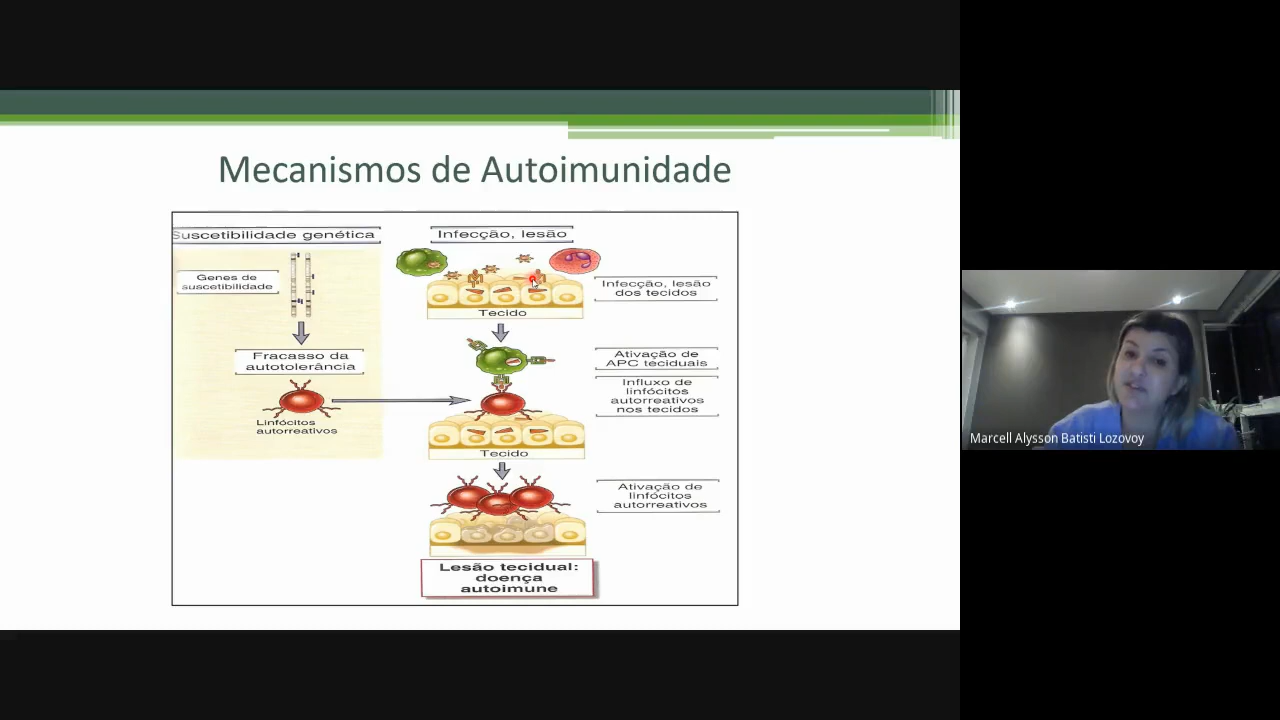 Mecanismos de Autoimunidade
Suscetibilidade genética
Infecção, lesão
Genes de
suscetibilidade
Infecção, lesão
dos tecidos
Tecido
Fracasso da
autotolerância
Ativação de
APC teciduais
Influxo de
linfócitos
autorreativos
nos tecidos
Linfócitos
autorreativos
Tecido
Ativação de
linfócitos
autorreativos
Lesão tecidual:
doença
autoimune
Marcell Alysson Batisti Lozovoy